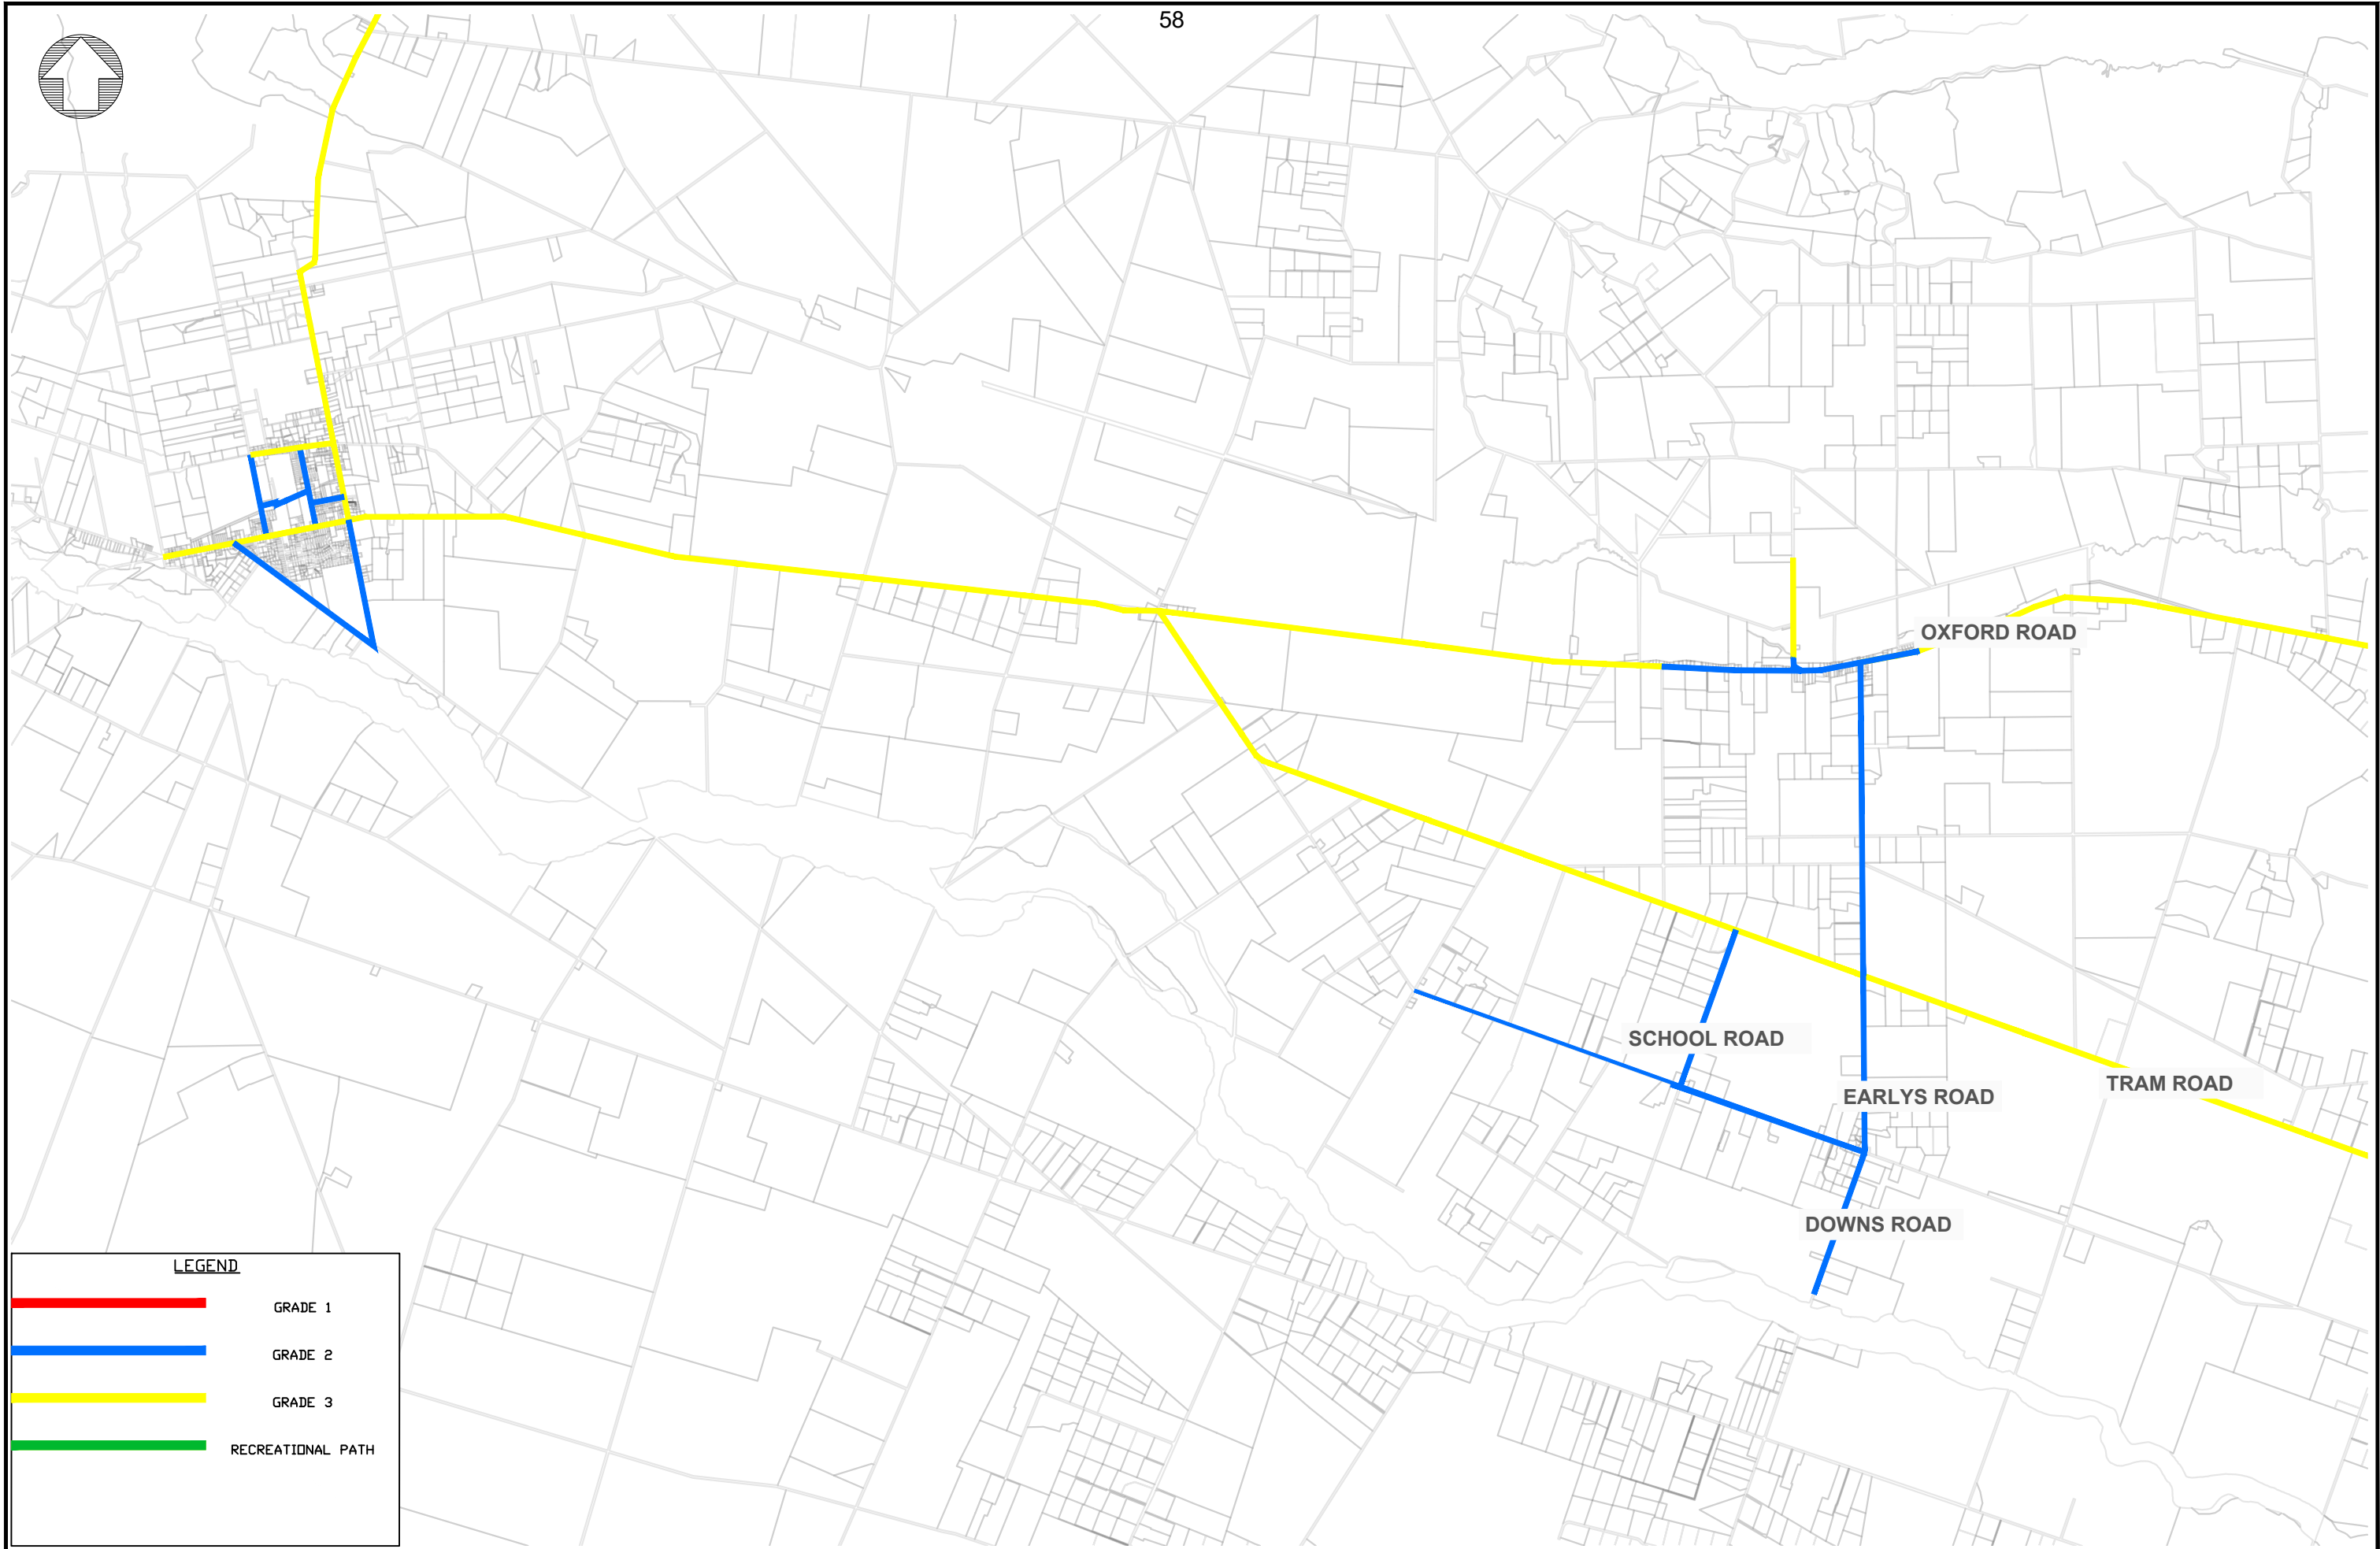 58
OXFORD ROAD
SCHOOL ROAD
TRAM ROAD
EARLYS ROAD
DOWNS ROAD
LEGEND
GRADE 1
GRADE 2
GRADE 3
RECREATIONAL PATH